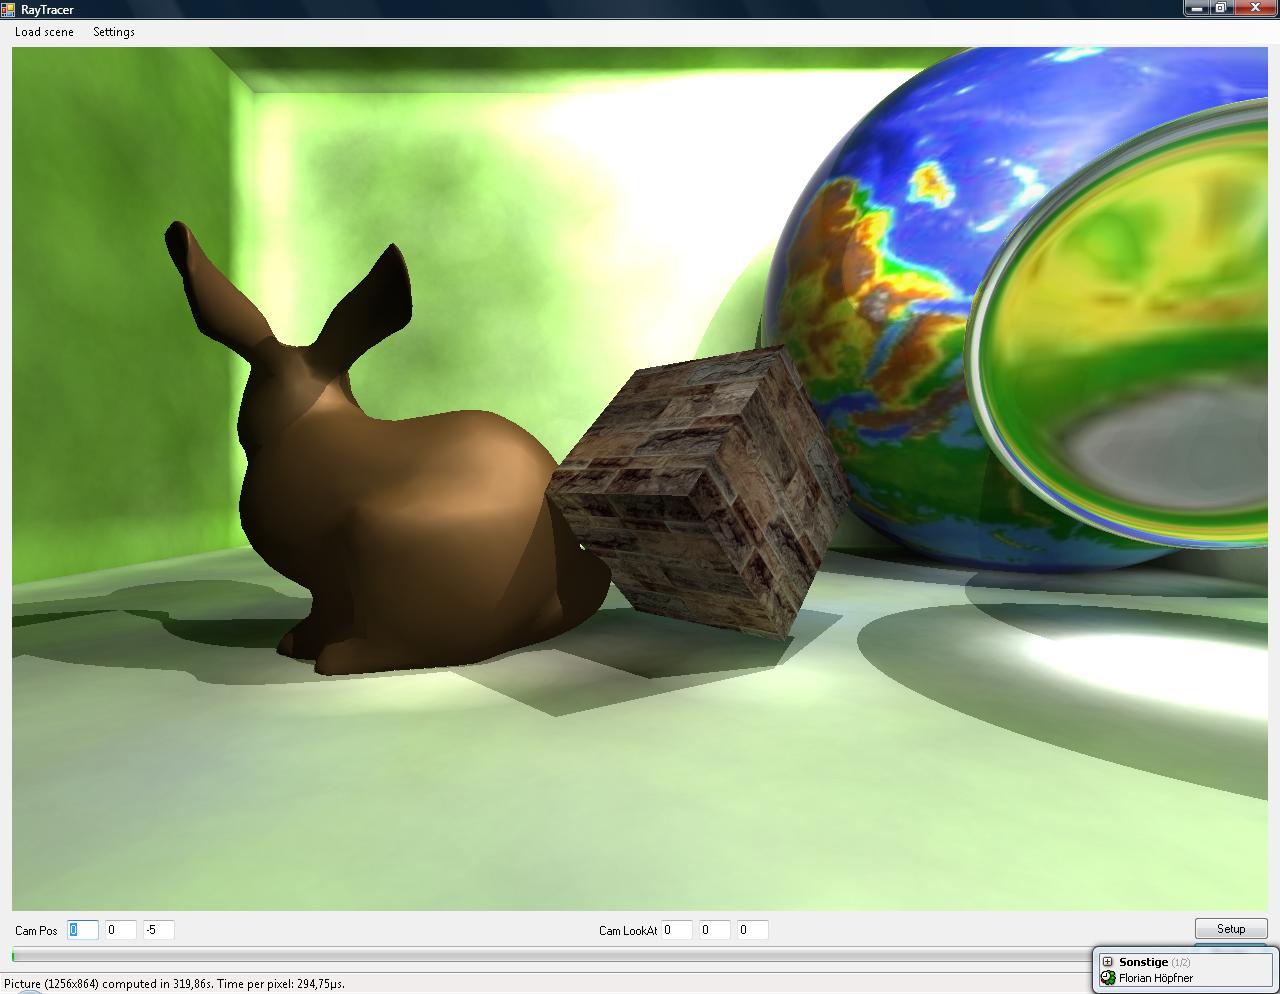 RayTracer
Load scene Settings
Cam Pos 0 0 -5 Cam LookAt 0 0 0 Setup
Sonstige (1/2)
Florian Höpfner
Picture (1256x864) computed in 319,86s. Time per pixel: 294,75µs.